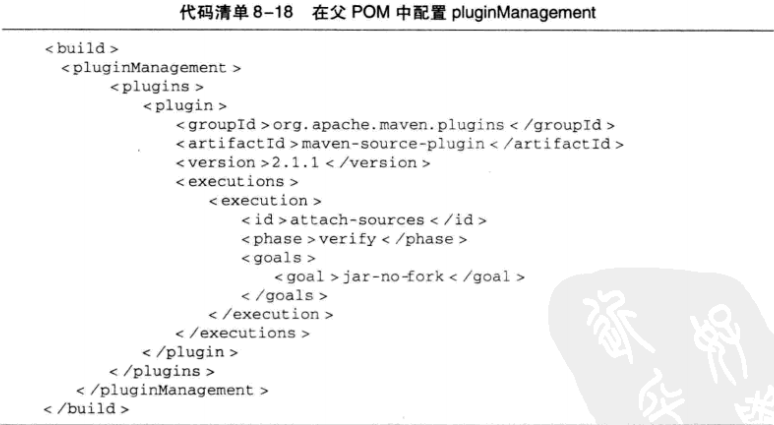 代码清单8-18 在父 POM 中配置 pluginManagement
<build>
<pluginManagement>
<plugins>
<plugin>
<groupId>org.apache.maven.plugins</groupId>
<artifactId>maven-source-plugin</artifactId>
<version>2.1.1</version>
<executions>
<execution>
<id>attach-sources</id>
<phase>verify</phase>
<goals>
<goal>jar-no-fork</goal>
</goals>
</execution>
</executions>
</plugin>
</plugins>
</pluginManagement>
</build>